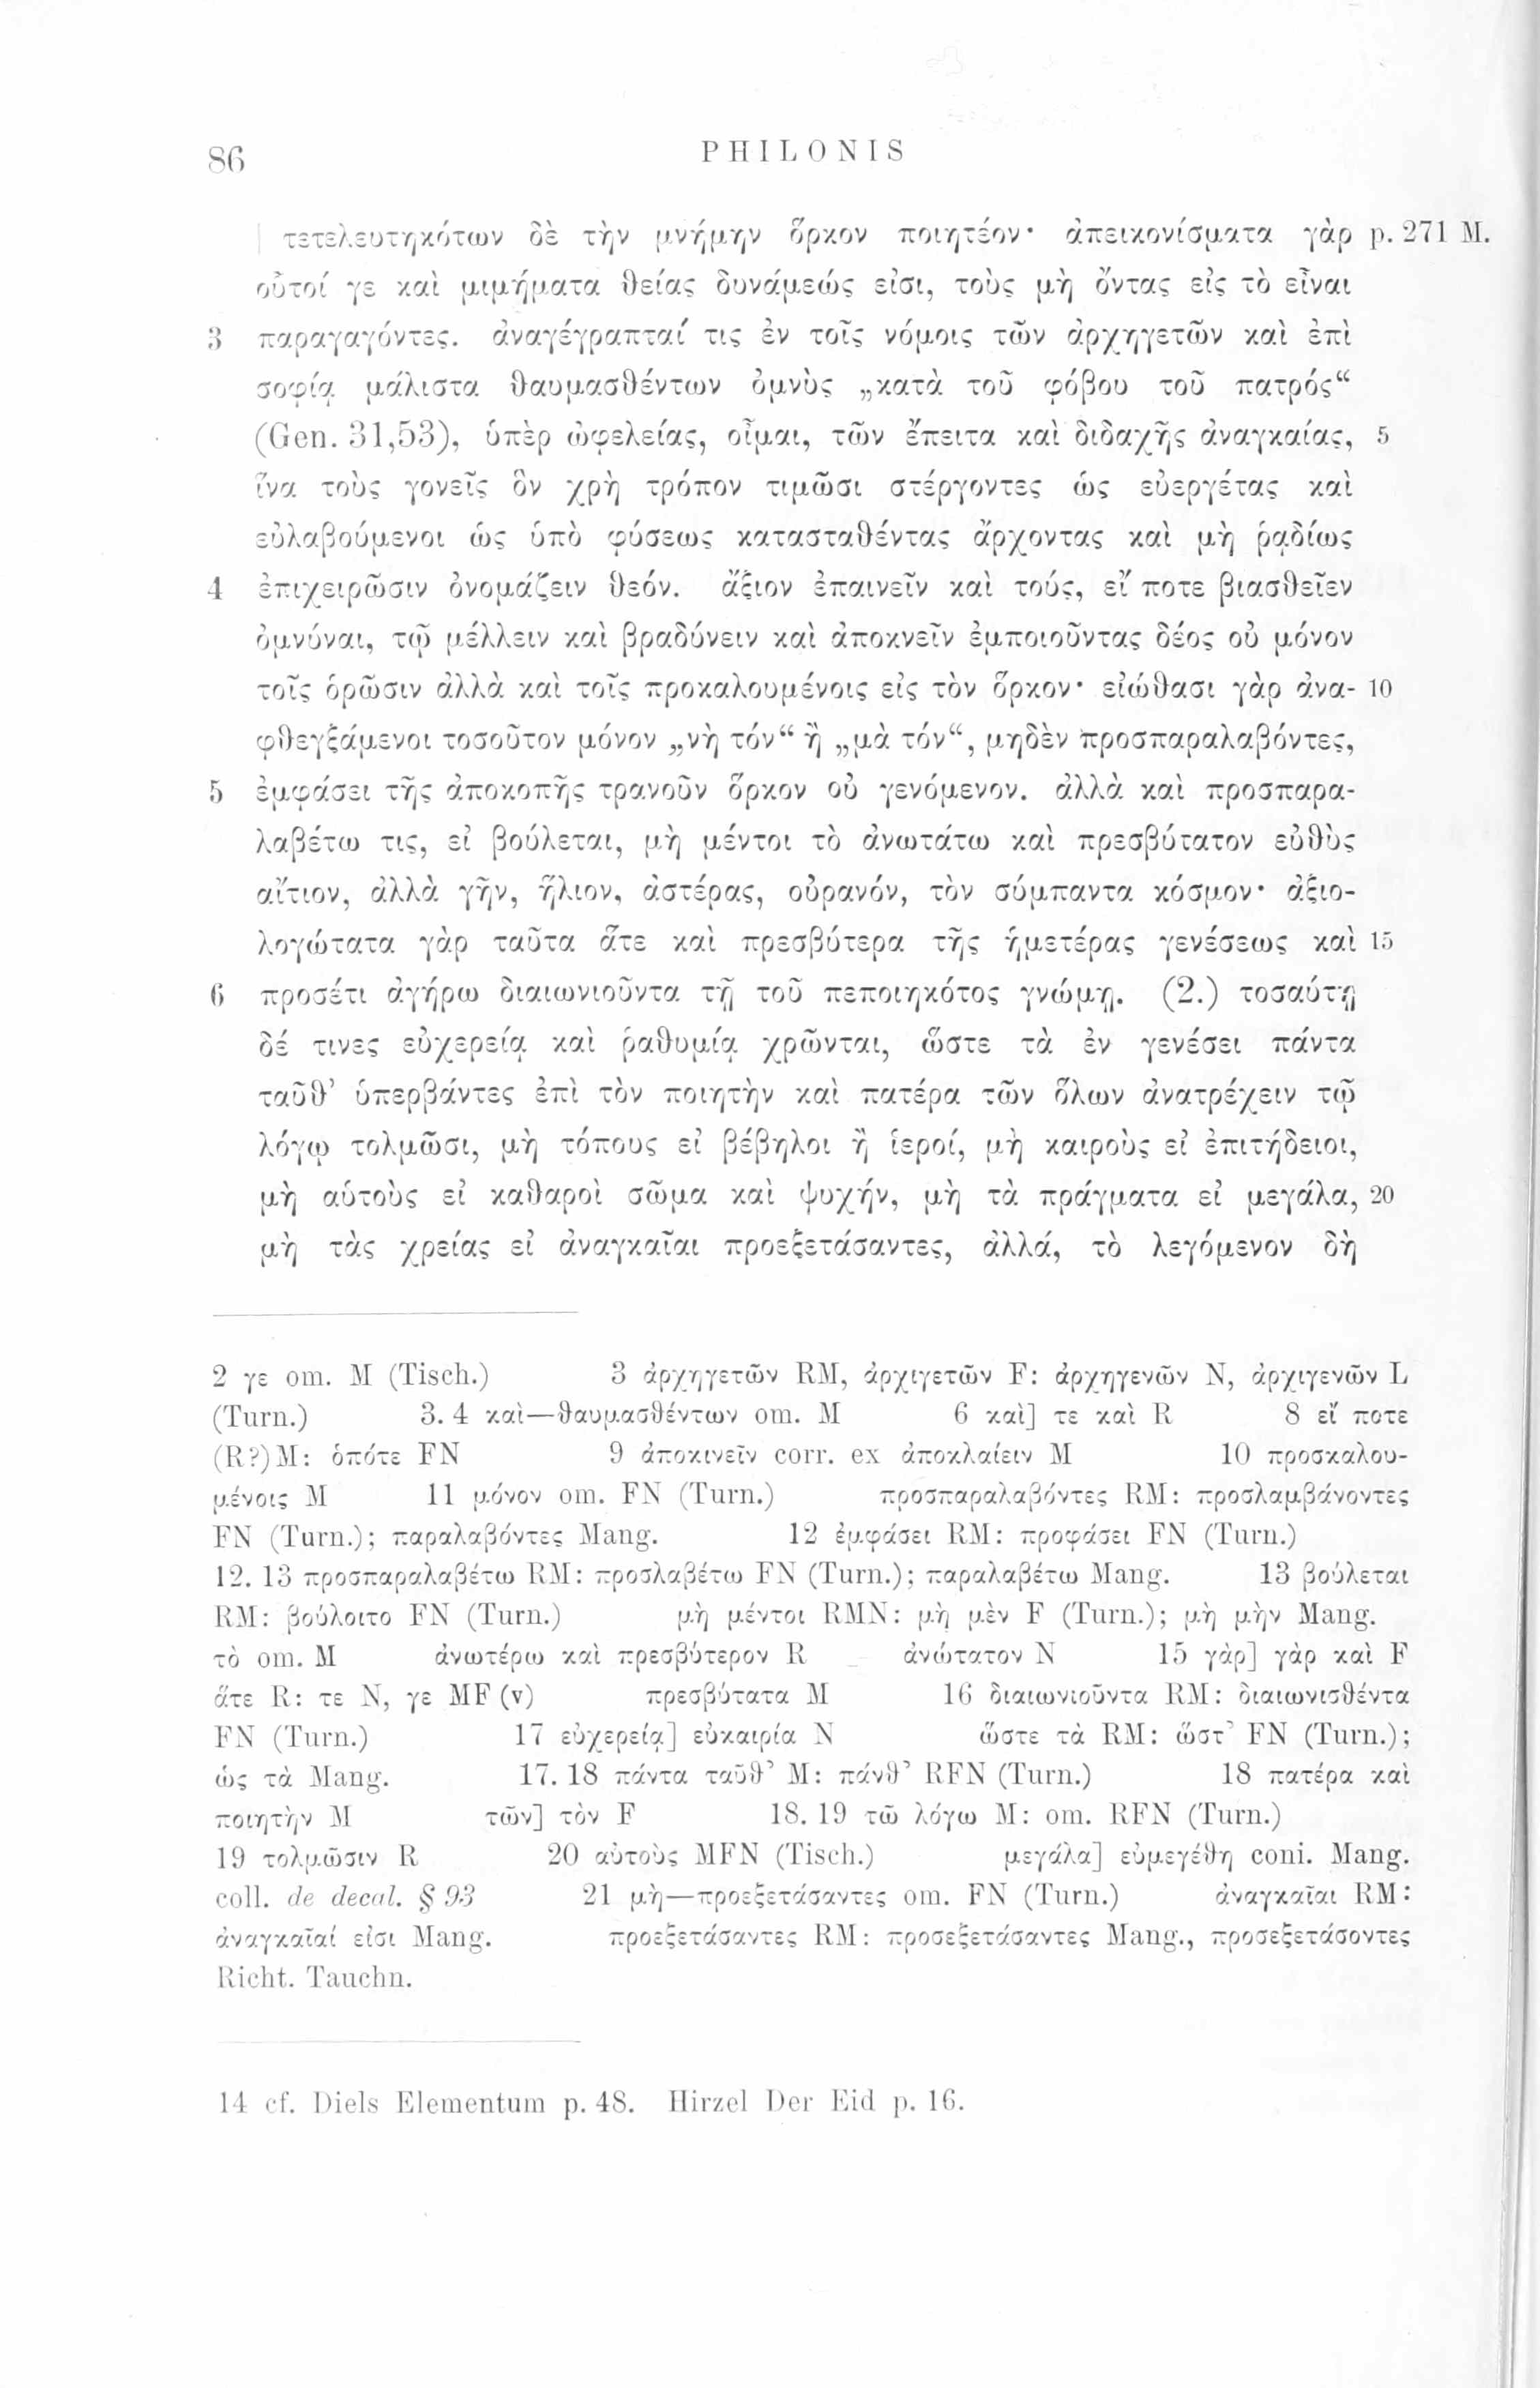 86
PHILONIS
| τετελευτηκότων δὲ τὴν μνήμην ὅρκον ποιητέον· ἀπεικονίσματα γὰρ p. 271 M.
οὗτοί γε καὶ μιμήματα θείας δυνάμεώς εἰσι, τοὺς μὴ ὄντας εἰς τὸ εἶναι
3 παραγαγόντες. ἀναγέγραπταί τις ἐν τοῖς νόμοις τῶν ἀρχηγετῶν καὶ ἐπὶ
σοφίᾳ μάλιστα θαυμασθέντων ὀμνὺς „κατὰ τοῦ φόβου τοῦ πατρός“
(Gen. 31,53), ὑπὲρ ὠφελείας, οἶμαι, τῶν ἔπειτα καὶ διδαχῆς ἀναγκαίας, 5
ἵνα τοὺς γονεῖς ὃν χρὴ τρόπον τιμῶσι στέργοντες ὡς εὐεργέτας καὶ
εὐλαβούμενοι ὡς ὑπὸ φύσεως κατασταθέντας ἄρχοντας καὶ μὴ ῥᾳδίως
4 ἐπιχειρῶσιν ὀνομάζειν θεόν. ἄξιον ἐπαινεῖν καὶ τούς, εἴ ποτε βιασθεῖεν
ὀμνύναι, τῷ μέλλειν καὶ βραδύνειν καὶ ἀποκνεῖν ἐμποιοῦντας δέος οὐ μόνον
τοῖς ὁρῶσιν ἀλλὰ καὶ τοῖς προκαλουμένοις εἰς τὸν ὅρκον· εἰώθασι γὰρ ἀνα- 10
φθεγξάμενοι τοσοῦτον μόνον „νὴ τόν“ ἢ „μὰ τόν“, μηδὲν προσπαραλαβόντες,
5 ἐμφάσει τῆς ἀποκοπῆς τρανοῦν ὅρκον οὐ γενόμενον. ἀλλὰ καὶ προσπαρα-
λαβέτω τις, εἰ βούλεται, μὴ μέντοι τὸ ἀνωτάτω καὶ πρεσβύτατον εὐθὺς
αἴτιον, ἀλλὰ γῆν, ἥλιον, ἀστέρας, οὐρανόν, τὸν σύμπαντα κόσμον· ἀξιο-
λογώτατα γὰρ ταῦτα ἅτε καὶ πρεσβύτερα τῆς ἡμετέρας γενέσεως καὶ 15
6 προσέτι ἀγήρω διαιωνιοῦντα τῇ τοῦ πεποιηκότος γνώμῃ. (2.) τοσαύτῃ
δέ τινες εὐχερείᾳ καὶ ῥαθυμίᾳ χρῶνται, ὥστε τὰ ἐν γενέσει πάντα
ταῦθ’ ὑπερβάντες ἐπὶ τὸν ποιητὴν καὶ πατέρα τῶν ὅλων ἀνατρέχειν τῷ
λόγῳ τολμῶσι, μὴ τόπους εἰ βέβηλοι ἢ ἱεροί, μὴ καιροὺς εἰ ἐπιτήδειοι,
μὴ αὑτοὺς εἰ καθαροὶ σῶμα καὶ ψυχήν, μὴ τὰ πράγματα εἰ μεγάλα, 20
μὴ τὰς χρείας εἰ ἀναγκαῖαι προεξετάσαντες, ἀλλά, τὸ λεγόμενον δὴ
2 γε om. M (Tisch.) 3 ἀρχηγετῶν RM, ἀρχιγετῶν F: ἀρχηγενῶν N, ἀρχιγενῶν L
(Turn.) 3. 4 καὶ—θαυμασθέντων om. M 6 καὶ] τε καὶ R 8 εἴ ποτε
(R?) M: ὁπότε FN 9 ἀποκινεῖν corr. ex ἀποκλαίειν M 10 προσκαλου-
μένοις M 11 μόνον om. FN (Turn.) προσπαραλαβόντες RM: προσλαμβάνοντες
FN (Turn.); παραλαβόντες Mang. 12 ἐμφάσει RM: προφάσει FN (Turn.)
12. 13 προσπαραλαβέτω RM: προσλαβέτω FN (Turn.); παραλαβέτω Mang. 13 βούλεται
RM: βούλοιτο FN (Turn.) μὴ μέντοι RMN: μὴ μὲν F (Turn.); μὴ μὴν Mang.
τὸ om. M ἀνωτέρω καὶ πρεσβύτερον R ἀνώτατον N 15 γὰρ] γὰρ καὶ F
ἅτε R: τε N, γε MF (v) πρεσβύτατα M 16 διαιωνιοῦντα RM: διαιωνισθέντα
FN (Turn.) 17 εὐχερείᾳ] εὐκαιρία N ὥστε τὰ RM: ὥστ’ FN (Turn.);
ὡς τὰ Mang. 17. 18 πάντα ταῦθ’ M: πάνθ’ RFN (Turn.) 18 πατέρα καὶ
ποιητὴν M τῶν] τὸν F 18. 19 τῶ λόγω M: om. RFN (Turn.)
19 τολμῶσιν R 20 αὐτοὺς MFN (Tisch.) μεγάλα] εὐμεγέθη coni. Mang.
coll. de decal. § 93 21 μὴ—προεξετάσαντες om. FN (Turn.) ἀναγκαῖαι RM:
ἀναγκαῖαί εἰσι Mang. προεξετάσαντες RM: προσεξετάσαντες Mang., προσεξετάσοντες
Richt. Tauchn.
14 cf. Diels Elementum p. 48. Hirzel Der Eid p. 16.